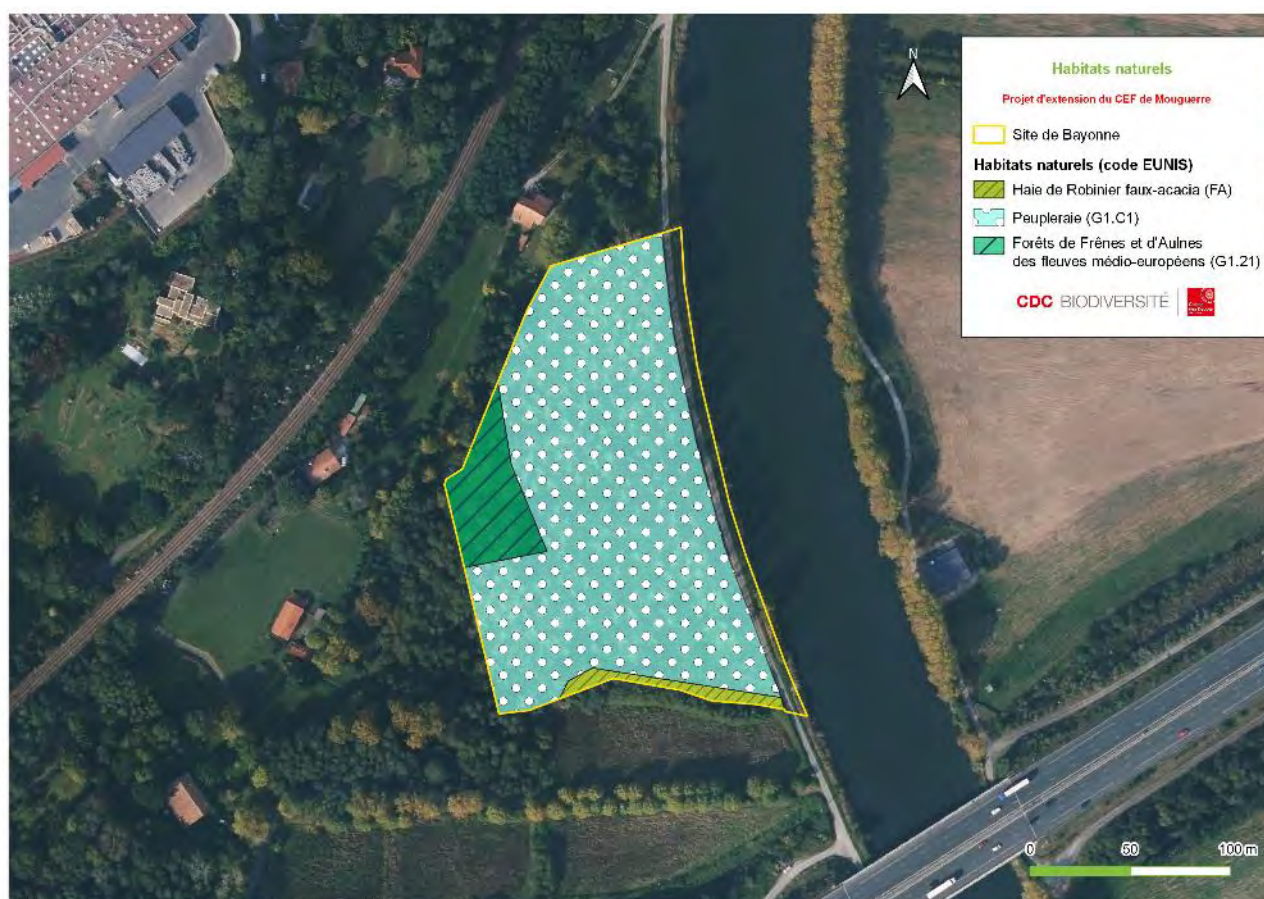 N
Habitats naturels
Projet d'extension du CEF de Mouguerre
Site de Bayonne
Habitats naturels (code EUNIS)
Haie de Robinier faux-acacia (FA)
Peupleraie (G1.C1)
Forêts de Frênes et d'Aulnes
des fleuves médio-européens (G1.21)
CDC BIODIVERSITÉ
0 50 100 m